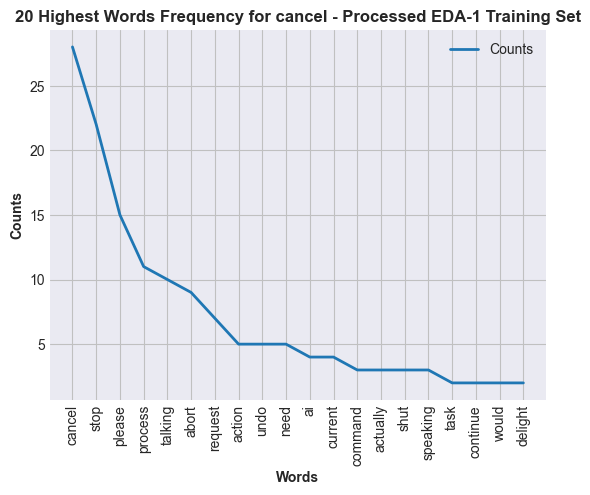 20 Highest Words Frequency for cancel - Processed EDA-1 Training Set
Counts
25
20
15
10
5
Counts
cancel
stop
please
process
talking
abort
request
action
undo
need
ai
current
command
actually
shut
speaking
task
continue
would
delight
Words